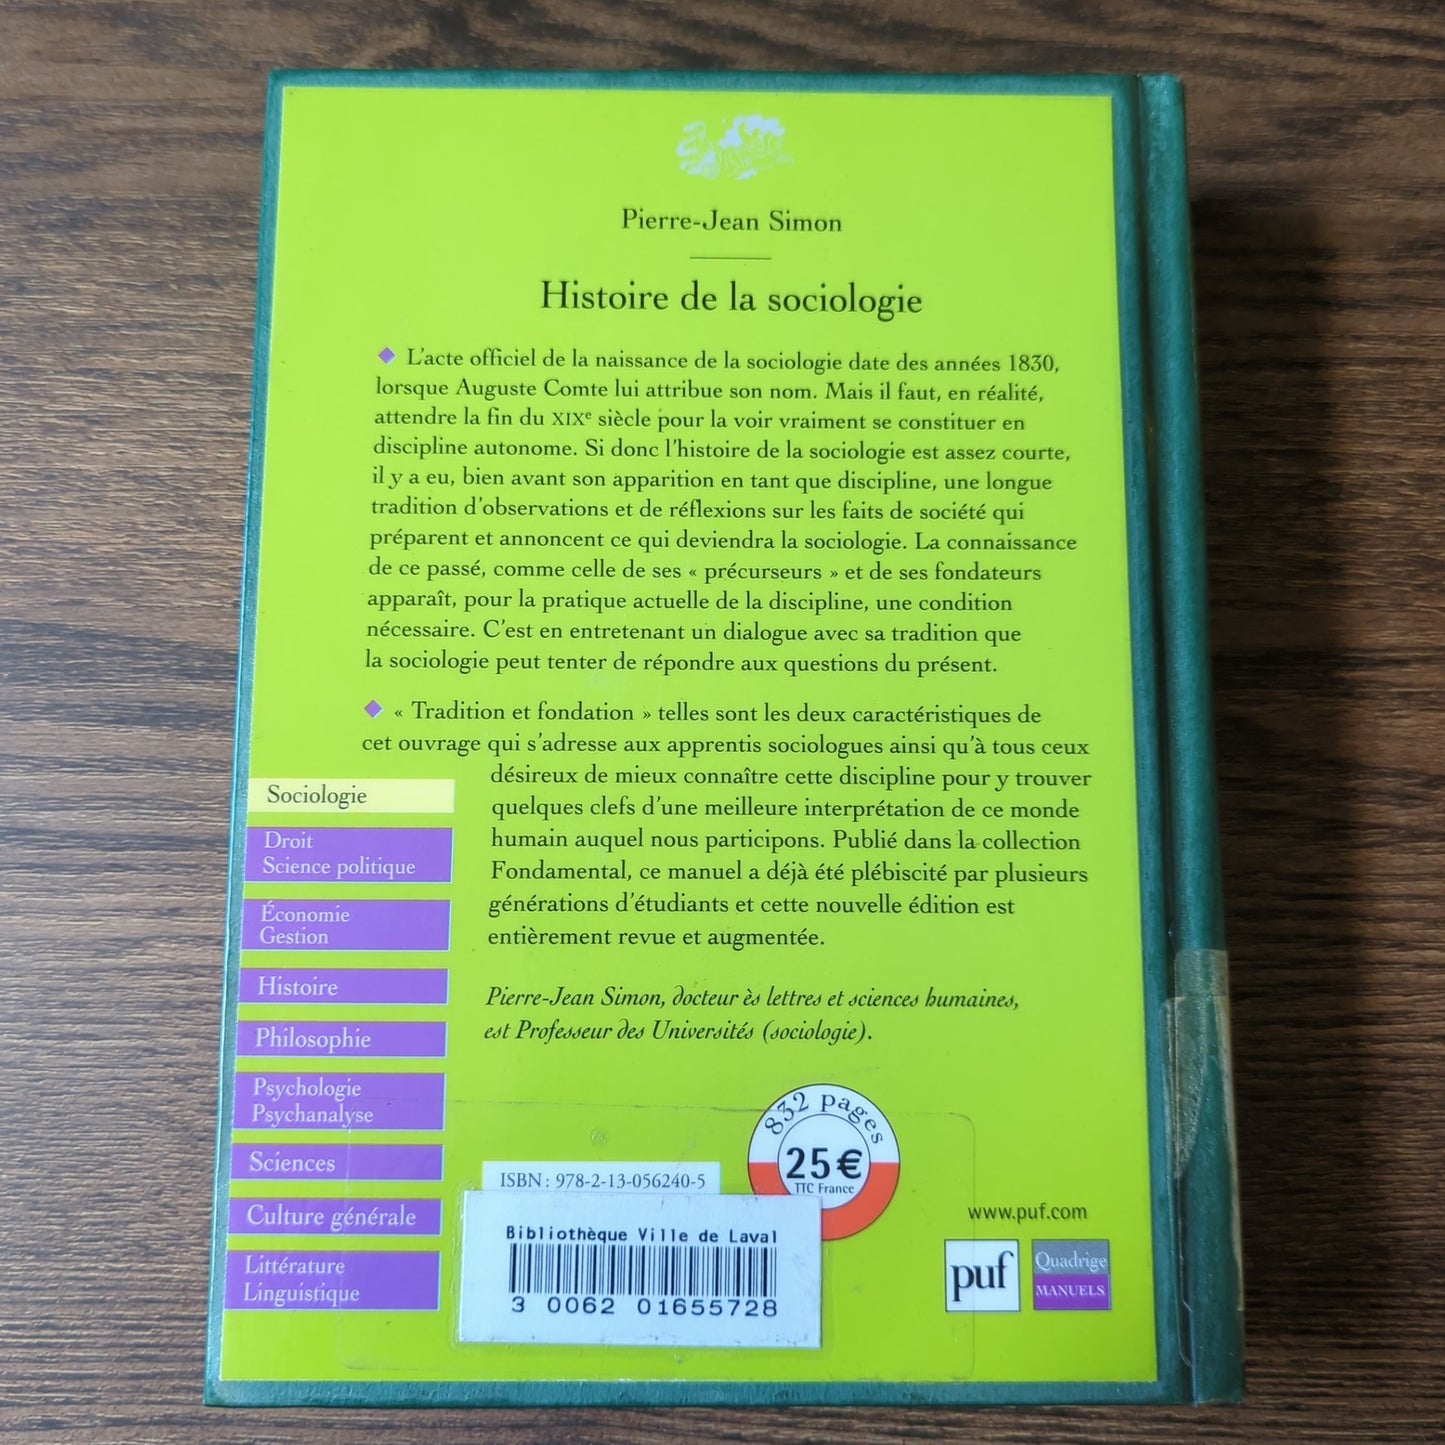 Pierre-Jean Simon
Histoire de la sociologie
◆ L'acte officiel de la naissance de la sociologie date des années 1830,
lorsque Auguste Comte lui attribue son nom. Mais il faut, en réalité,
attendre la fin du XIXe siècle pour la voir vraiment se constituer en
discipline autonome. Si donc l'histoire de la sociologie est assez courte,
il y a eu, bien avant son apparition en tant que discipline, une longue
tradition d'observations et de réflexions sur les faits de société qui
préparent et annoncent ce qui deviendra la sociologie. La connaissance
de ce passé, comme celle de ses « précurseurs » et de ses fondateurs
apparaît, pour la pratique actuelle de la discipline, une condition
nécessaire. C'est en entretenant un dialogue avec sa tradition que
la sociologie peut tenter de répondre aux questions du présent.
◆ « Tradition et fondation » telles sont les deux caractéristiques de
cet ouvrage qui s'adresse aux apprentis sociologues ainsi qu'à tous ceux
désireux de mieux connaître cette discipline pour y trouver
quelques clefs d'une meilleure interprétation de ce monde
humain auquel nous participons. Publié dans la collection
Fondamental, ce manuel a déjà été plébiscité par plusieurs
générations d'étudiants et cette nouvelle édition est
entièrement revue et augmentée.
Pierre-Jean Simon, docteur ès lettres et sciences humaines,
est Professeur des Universités (sociologie).
Sociologie
Droit
Science politique
Économie
Gestion
Histoire
Philosophie
Psychologie
Psychanalyse
Sciences
Culture générale
Littérature
Linguistique
832 pages
25€
TTC France
ISBN : 978-2-13-056240-5
Bibliothèque Ville de Laval
3 0062 01655728
www.puf.com
puf
Quadrige
MANUELS